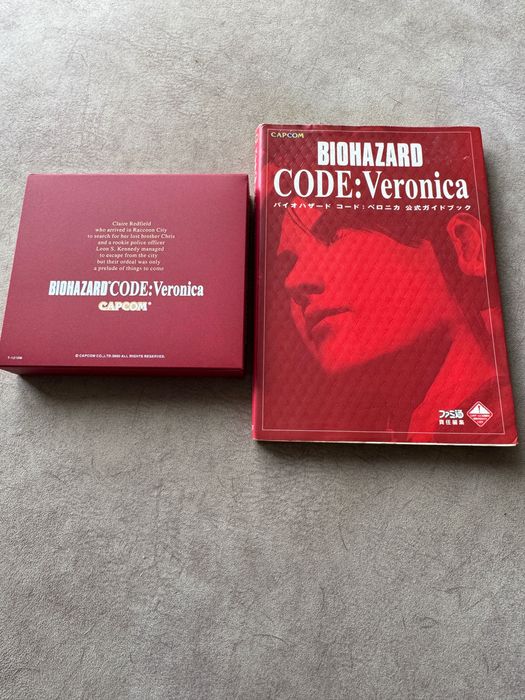 Claire Redfield
who arrived in Raccoon City
to search for her lost brother Chris
and a rookie police officer
Leon S. Kennedy managed
to escape from the city
but their ordeal was only
a prelude of things to come
BIOHAZARD® CODE:Veronica
CAPCOM®
© CAPCOM CO.,LTD.2000 ALL RIGHTS RESERVED.
CAPCOM
BIOHAZARD
CODE:Veronica
バイオハザード コード：ベロニカ 公式ガイドブック
ファミ通
責任編集